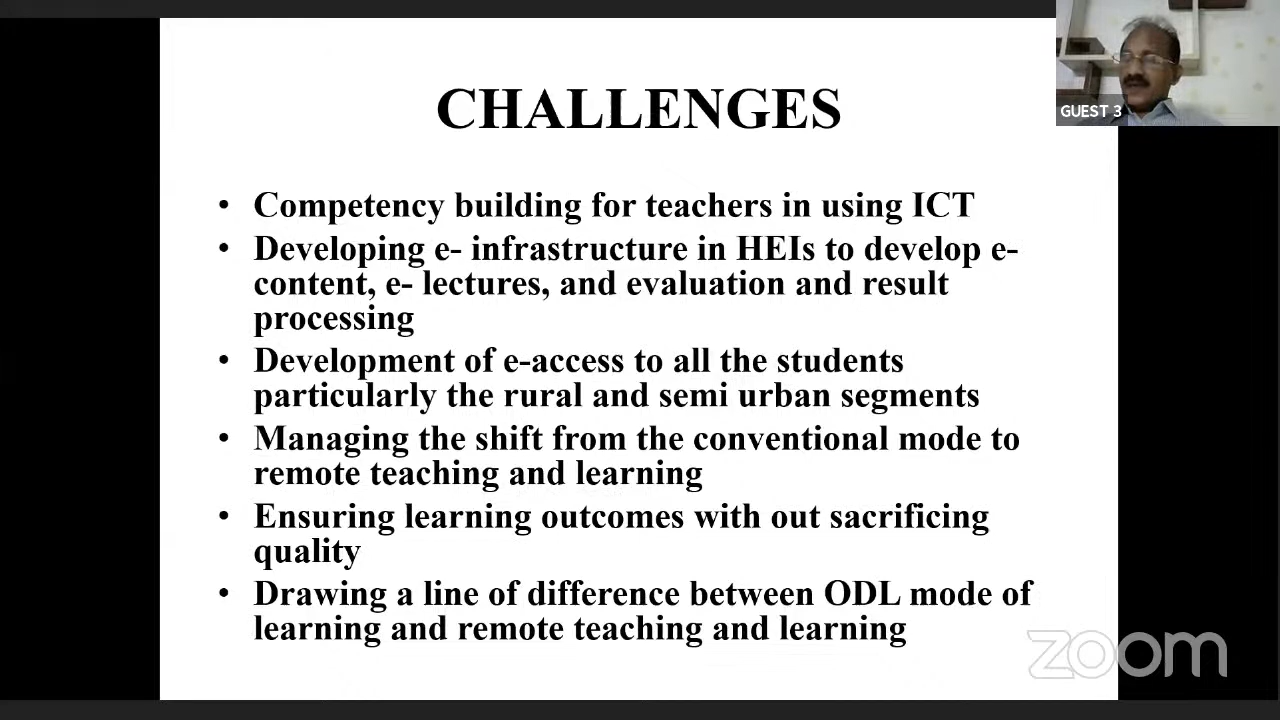 CHALLENGES
GUEST 3
• Competency building for teachers in using ICT
• Developing e- infrastructure in HEIs to develop e-
content, e- lectures, and evaluation and result
processing
• Development of e-access to all the students
particularly the rural and semi urban segments
• Managing the shift from the conventional mode to
remote teaching and learning
• Ensuring learning outcomes with out sacrificing
quality
• Drawing a line of difference between ODL mode of
learning and remote teaching and learning
zoom